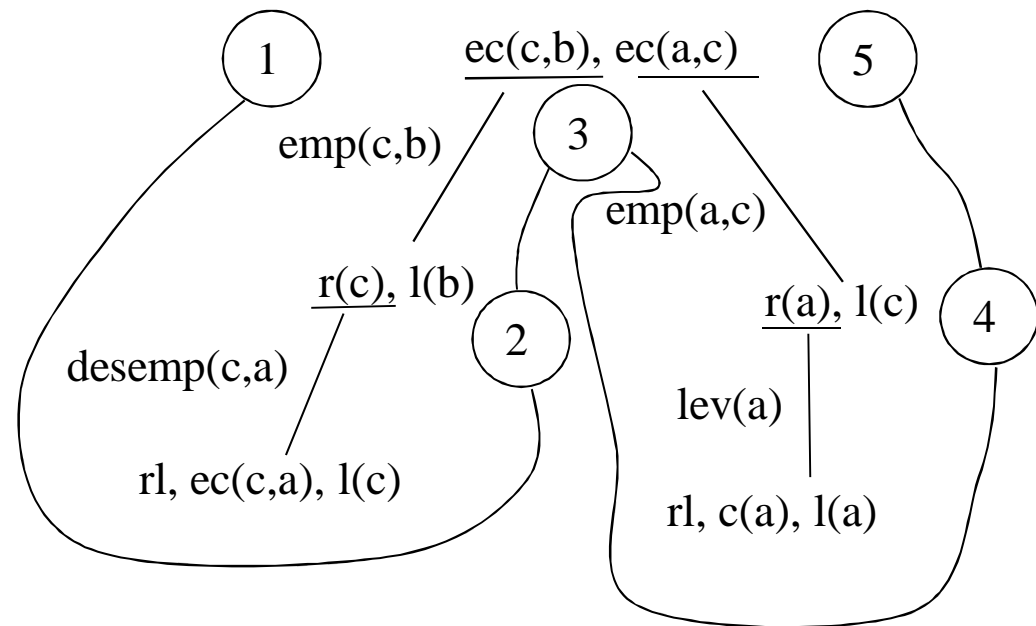 1
ec(c,b), ec(a,c)
5
3
emp(c,b)
emp(a,c)
r(c), l(b)
r(a), l(c)
2
4
desemp(c,a)
lev(a)
rl, ec(c,a), l(c)
rl, c(a), l(a)